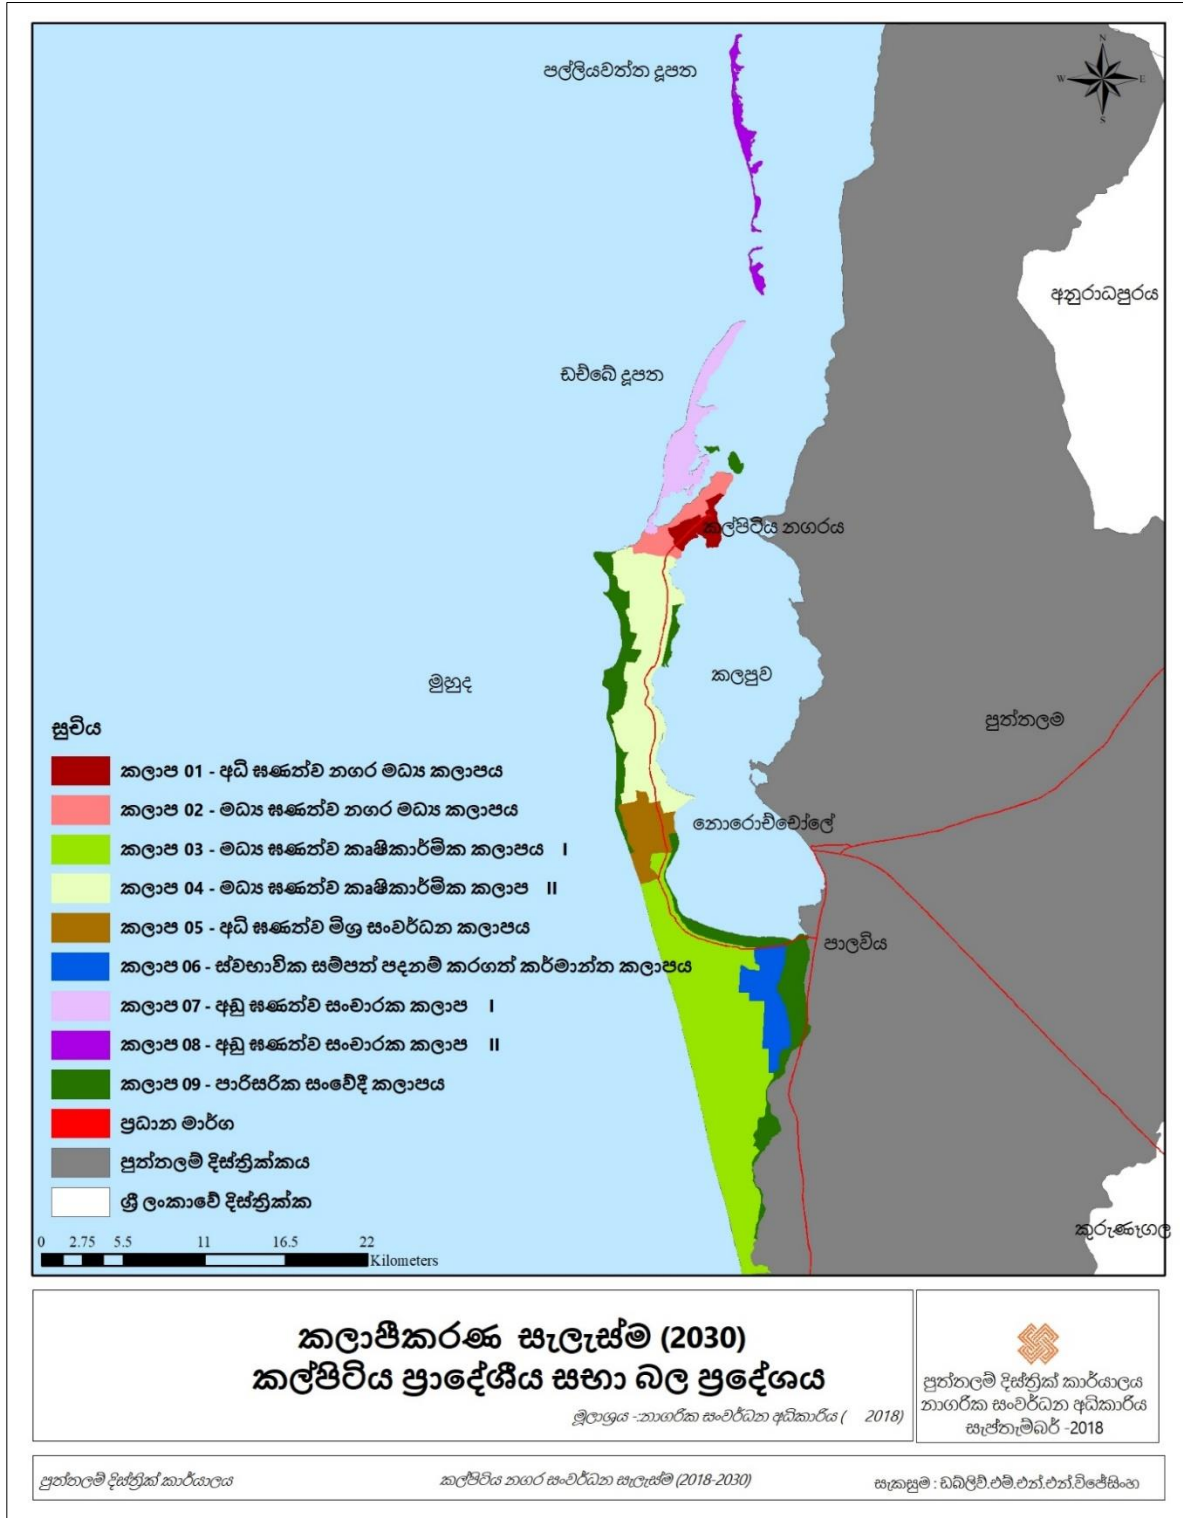 පල්ලියවත්ත දූපත
N
W
E
S
අනුරාධපුරය
ඩච්බේ දූපත
කල්පිටිය නගරය
මුහුද
කලපුව
පුත්තලම
නොරොච්චෝලේ
පාලවිය
කුරුණෑගල
සුචිය
කලාප 01 - අධි ඝණත්ව නගර මධ්‍ය කලාපය
කලාප 02 - මධ්‍ය ඝණත්ව නගර මධ්‍ය කලාපය
කලාප 03 - මධ්‍ය ඝණත්ව කෘෂිකාර්මික කලාපය I
කලාප 04 - මධ්‍ය ඝණත්ව කෘෂිකාර්මික කලාප II
කලාප 05 - අධි ඝණත්ව මිශ්‍ර සංවර්ධන කලාපය
කලාප 06 - ස්වභාවික සම්පත් පදනම් කරගත් කර්මාන්ත කලාපය
කලාප 07 - අඩු ඝණත්ව සංචාරක කලාප I
කලාප 08 - අඩු ඝණත්ව සංචාරක කලාප II
කලාප 09 - පාරිසරික සංවේදී කලාපය
ප්‍රධාන මාර්ග
පුත්තලම් දිස්ත්‍රික්කය
ශ්‍රී ලංකාවේ දිස්ත්‍රික්ක
0 2.75 5.5 11 16.5 22
Kilometers
කලාපීකරණ සැලැස්ම (2030)
කල්පිටිය ප්‍රාදේශීය සභා බල ප්‍රදේශය
මූලාශ්‍රය -:නාගරික සංවර්ධන අධිකාරිය ( 2018)
පුත්තලම් දිස්ත්‍රික් කාර්යාලය
නාගරික සංවර්ධන අධිකාරිය
සැප්තැම්බර් -2018
පුත්තලම් දිස්ත්‍රික් කාර්යාලය
කල්පිටිය නගර සංවර්ධන සැලැස්ම (2018-2030)
සැකසුම : ඩබ්ලිව්.එම්.එන්.එන්.විජේසිංහ